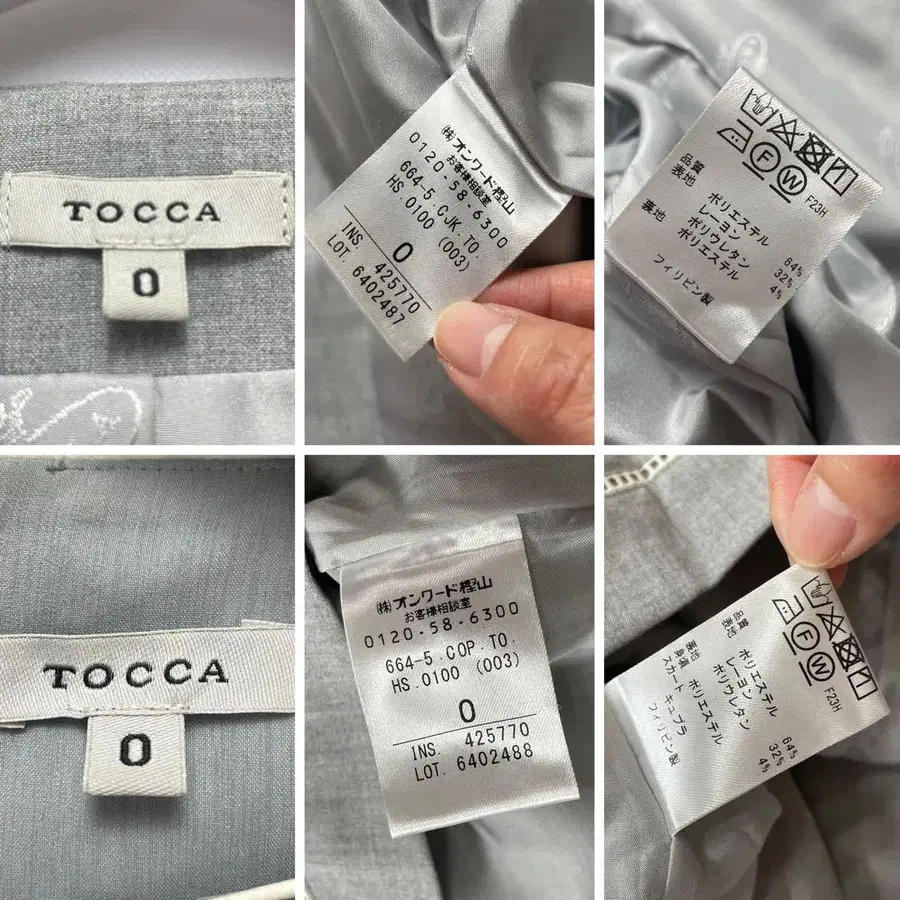 TOCCA
0
(株)オンワード樫山
お客様相談室
0120-58-6300
664-5.CJK.TO.
HS.0100 (003)
0
INS. 425770
LOT. 6402487
F
W
F23H
品質
表地
ポリエステル 64%
レーヨン 32%
ポリウレタン 4%
裏地
ポリエステル
フィリピン製
TOCCA
0
(株)オンワード樫山
お客様相談室
0120-58-6300
664-5.COP.TO.
HS.0100 (003)
0
INS. 425770
LOT. 6402488
F
W
F23H
品質
表地
ポリエステル 64%
レーヨン 32%
ポリウレタン 4%
裏地
身頃 ポリエステル
スカート キュプラ
フィリピン製